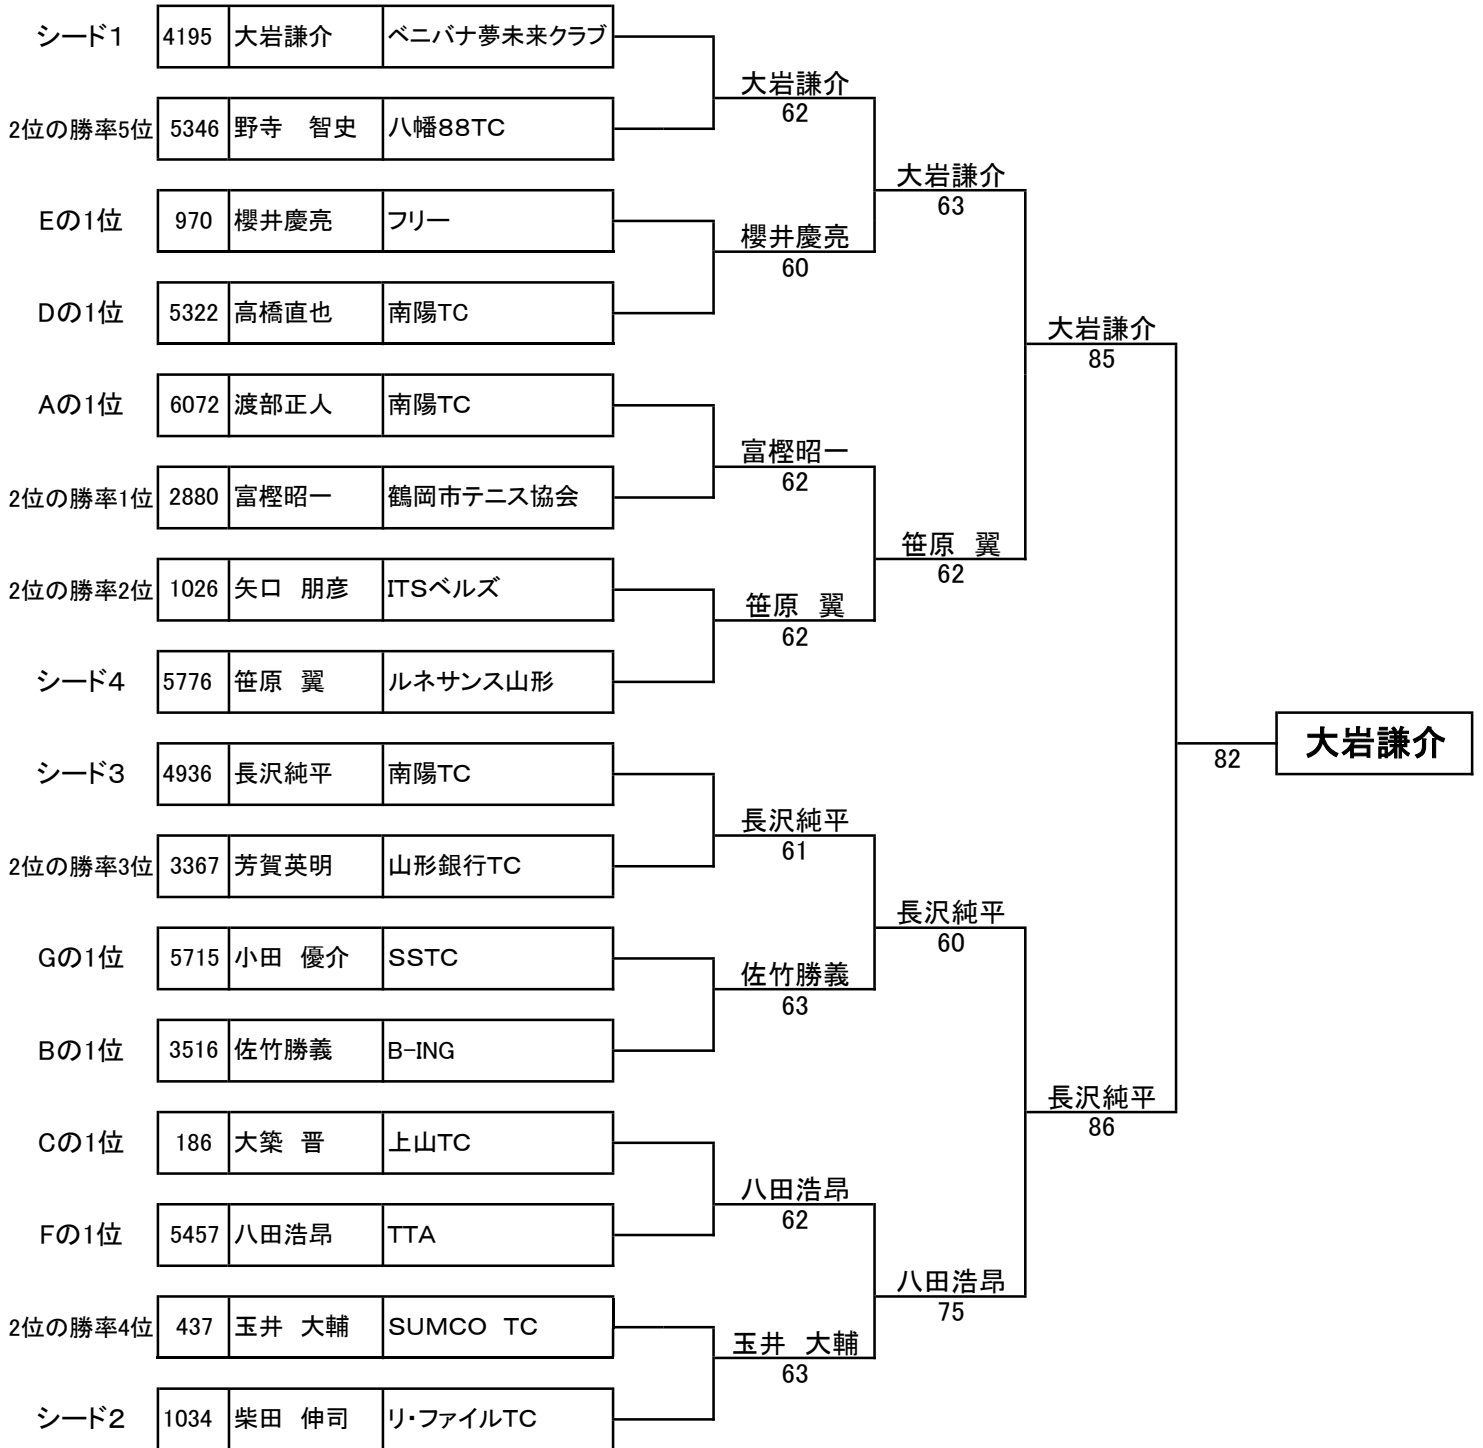 シード1 4195 大岩謙介 ベニバナ夢未来クラブ
大岩謙介
62
2位の勝率5位 5346 野寺　智史 八幡88TC
大岩謙介
63
Eの1位 970 櫻井慶亮 フリー
櫻井慶亮
60
Dの1位 5322 高橋直也 南陽TC
大岩謙介
85
Aの1位 6072 渡部正人 南陽TC
富樫昭一
62
2位の勝率1位 2880 富樫昭一 鶴岡市テニス協会
笹原　翼
62
2位の勝率2位 1026 矢口　朋彦 ITSベルズ
笹原　翼
62
シード4 5776 笹原　翼 ルネサンス山形
大岩謙介
82
シード3 4936 長沢純平 南陽TC
長沢純平
61
2位の勝率3位 3367 芳賀英明 山形銀行TC
長沢純平
60
Gの1位 5715 小田　優介 SSTC
佐竹勝義
63
Bの1位 3516 佐竹勝義 B-ING
長沢純平
86
Cの1位 186 大築　晋 上山TC
八田浩昂
62
Fの1位 5457 八田浩昂 TTA
八田浩昂
75
2位の勝率4位 437 玉井　大輔 SUMCO　TC
玉井　大輔
63
シード2 1034 柴田　伸司 リ・ファイルTC